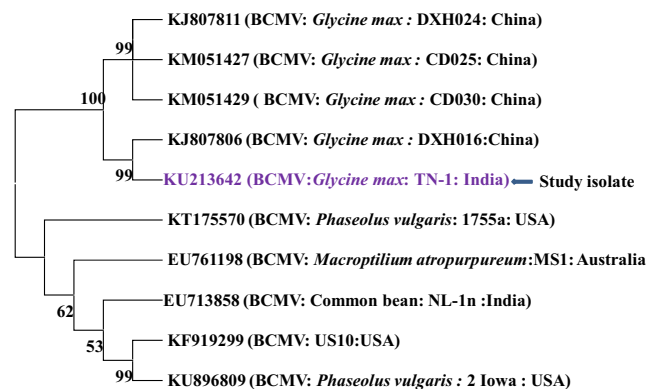 KJ807811 (BCMV: Glycine max : DXH024: China)
99
KM051427 (BCMV: Glycine max : CD025: China)
100
KM051429 ( BCMV: Glycine max : CD030: China)
KJ807806 (BCMV: Glycine max : DXH016:China)
99
KU213642 (BCMV:Glycine max: TN-1: India) Study isolate
KT175570 (BCMV: Phaseolus vulgaris: 1755a: USA)
EU761198 (BCMV: Macroptilium atropurpureum:MS1: Australia
62
EU713858 (BCMV: Common bean: NL-1n :India)
53
KF919299 (BCMV: US10:USA)
99
KU896809 (BCMV: Phaseolus vulgaris : 2 Iowa : USA)